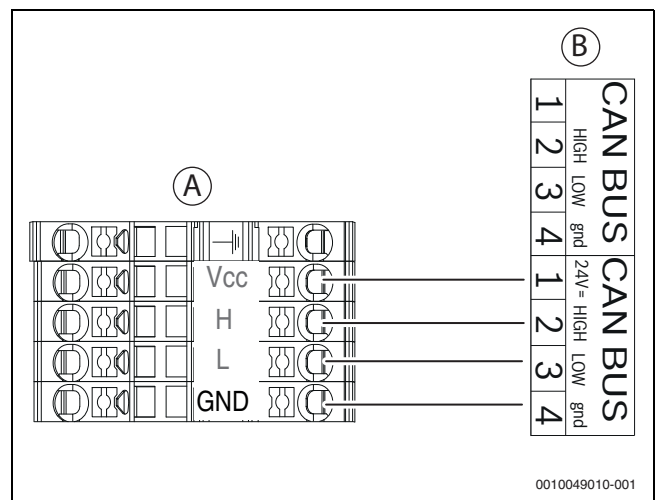 A
Vcc
H
L
GND
B
CAN BUS
1
2 HIGH
3 LOW
4 gnd
CAN BUS
1 24V=
2 HIGH
3 LOW
4 gnd
0010049010-001